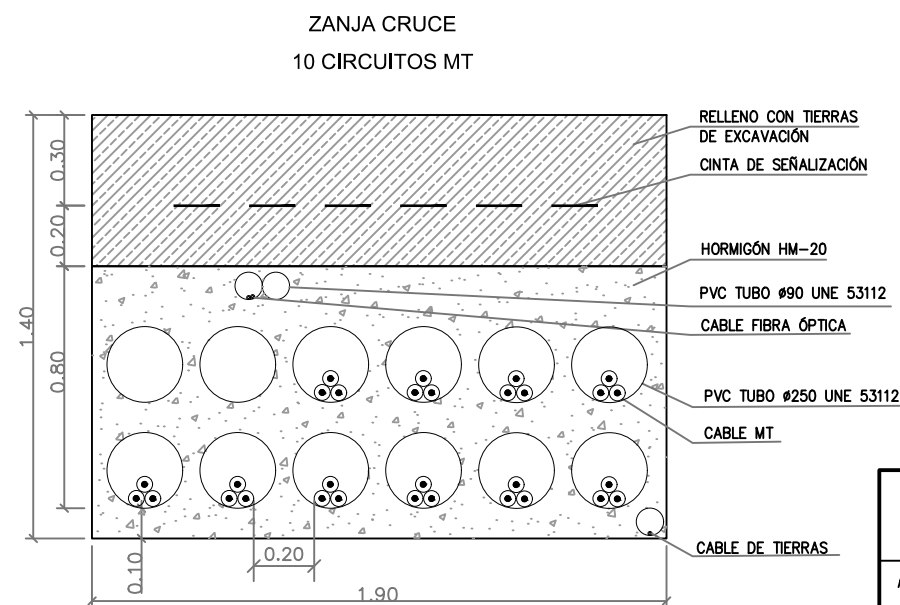 ZANJA CRUCE
10 CIRCUITOS MT
RELLENO CON TIERRAS
DE EXCAVACIÓN
CINTA DE SEÑALIZACIÓN
HORMIGÓN HM-20
PVC TUBO ø90 UNE 53112
CABLE FIBRA ÓPTICA
PVC TUBO ø250 UNE 53112
CABLE MT
CABLE DE TIERRAS
0.30
0.20
1.40
0.80
0.10
0.20
1.90